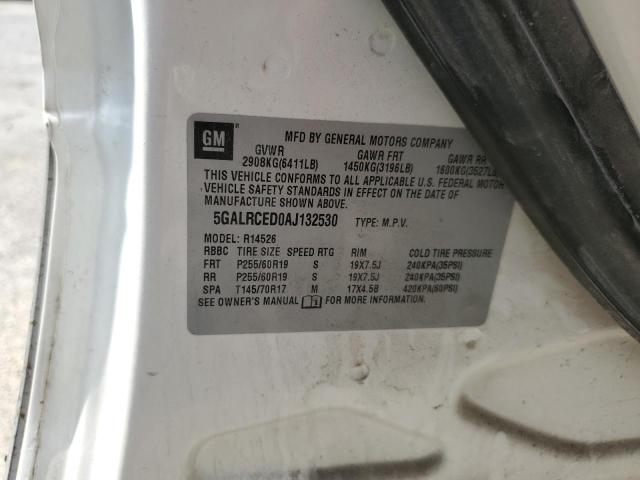 GM
MFD BY GENERAL MOTORS COMPANY
GVWR GAWR FRT GAWR RR
2908KG(6411LB) 1450KG(3196LB) 1600KG(3527LB
THIS VEHICLE CONFORMS TO ALL APPLICABLE U.S. FEDERAL MOTOR
VEHICLE SAFETY STANDARDS IN EFFECT ON THE DATE OF
MANUFACTURE SHOWN ABOVE.
5GALRCED0AJ132530 TYPE: M.P.V.
MODEL: R14526
RBBC TIRE SIZE SPEED RTG RIM COLD TIRE PRESSURE
FRT P255/60R19 S 19X7.5J 240KPA(35PSI)
RR P255/60R19 S 19X7.5J 240KPA(35PSI)
SPA T145/70R17 M 17X4.5B 420KPA(60PSI)
SEE OWNER'S MANUAL FOR MORE INFORMATION.